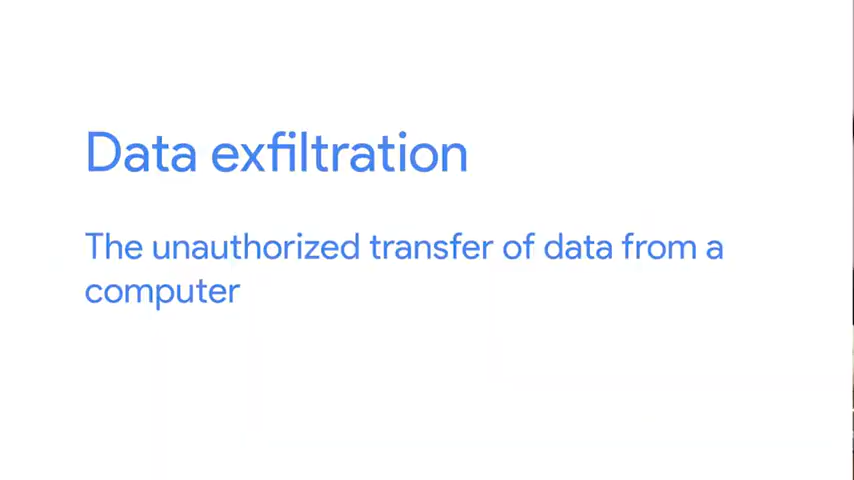 Data exfiltration
The unauthorized transfer of data from a
computer